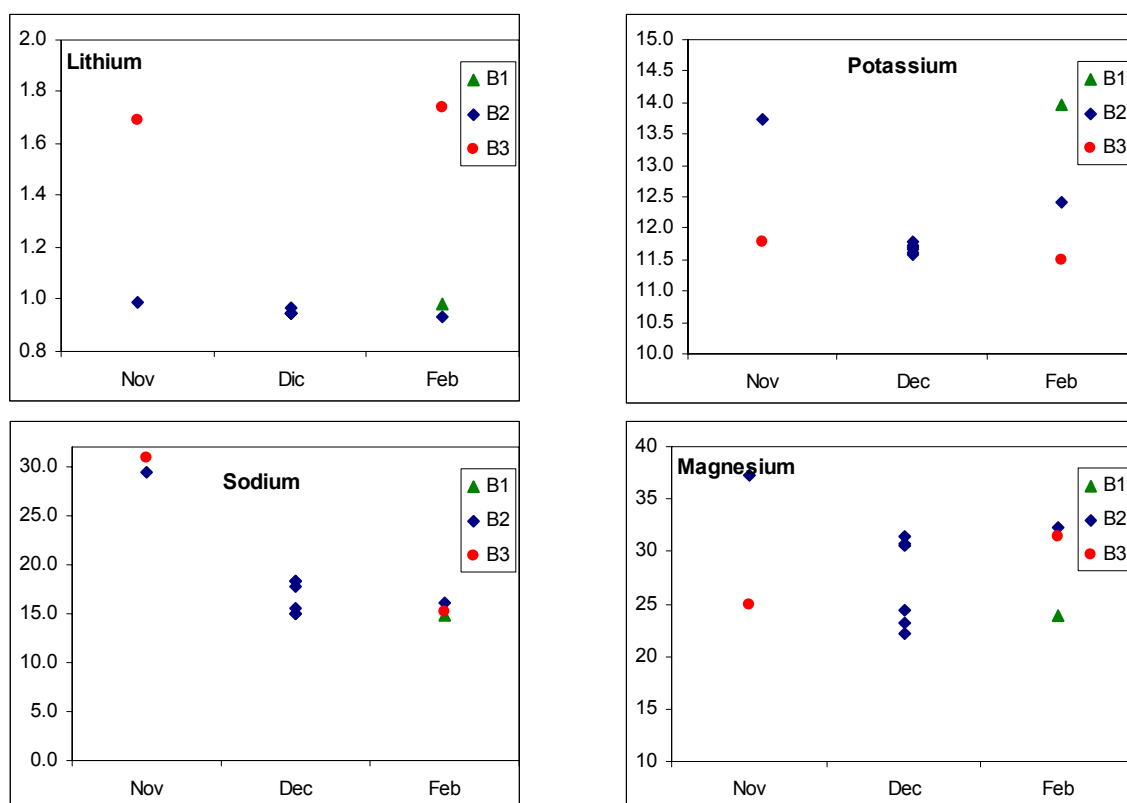 Lithium
2.0
1.8
1.6
1.4
1.2
1.0
0.8
Nov
Dic
Feb
B1
B2
B3
Potassium
15.0
14.5
14.0
13.5
13.0
12.5
12.0
11.5
11.0
10.5
10.0
Nov
Dec
Feb
B1
B2
B3
Sodium
30.0
25.0
20.0
15.0
10.0
5.0
0.0
Nov
Dec
Feb
B1
B2
B3
Magnesium
40
35
30
25
20
15
10
Nov
Dec
Feb
B1
B2
B3